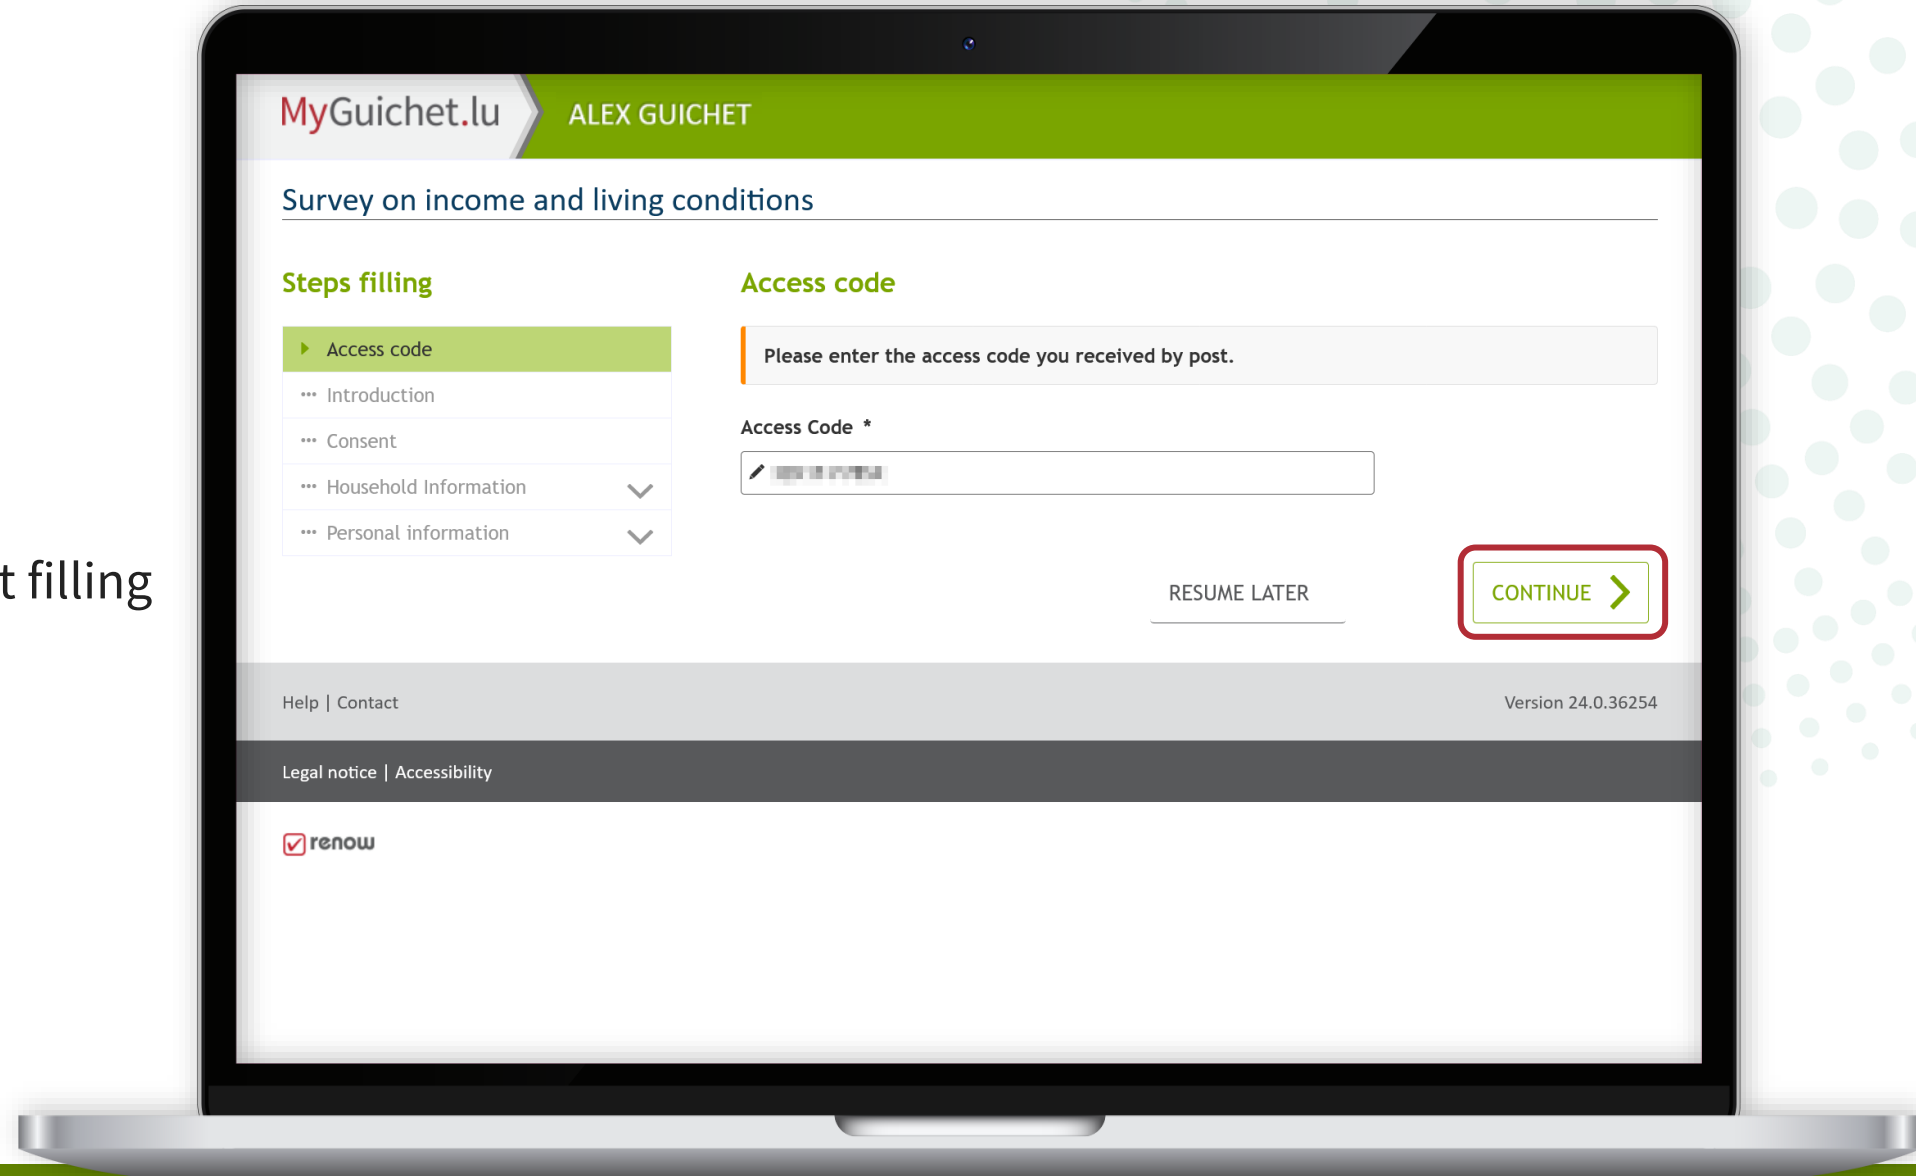 MyGuichet.lu
ALEX GUICHET
Survey on income and living conditions
Steps filling
Access code
Introduction
Consent
Household Information
Personal information
Access code
Please enter the access code you received by post.
Access Code *
RESUME LATER
CONTINUE
t filling
Help | Contact
Version 24.0.36254
Legal notice | Accessibility
renow